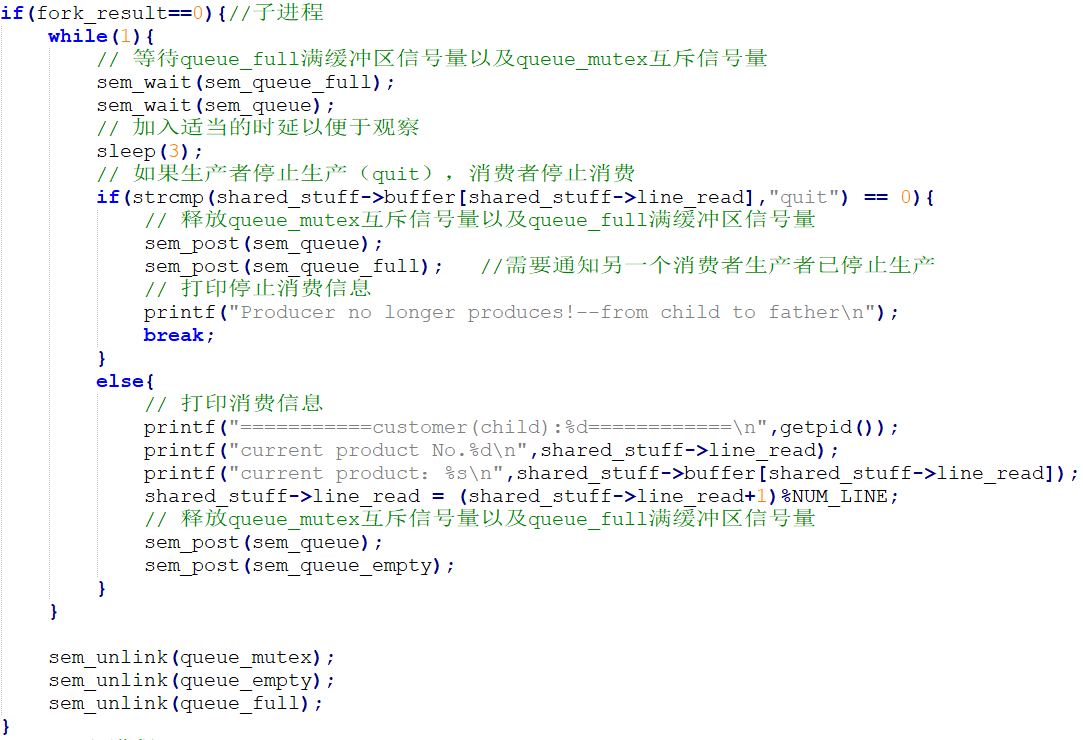 if(fork_result==0){//子进程
while(1){
// 等待queue_full满缓冲区信号量以及queue_mutex互斥信号量
sem_wait(sem_queue_full);
sem_wait(sem_queue);
// 加入适当的时延以便于观察
sleep(3);
// 如果生产者停止生产（quit），消费者停止消费
if(strcmp(shared_stuff->buffer[shared_stuff->line_read],"quit") == 0){
// 释放queue_mutex互斥信号量以及queue_full满缓冲区信号量
sem_post(sem_queue);
sem_post(sem_queue_full);   //需要通知另一个消费者生产者已停止生产
// 打印停止消费信息
printf("Producer no longer produces!--from child to father\n");
break;
}
else{
// 打印消费信息
printf("===========customer(child):%d============\n",getpid());
printf("current product No.%d\n",shared_stuff->line_read);
printf("current product：%s\n",shared_stuff->buffer[shared_stuff->line_read]);
shared_stuff->line_read = (shared_stuff->line_read+1)%NUM_LINE;
// 释放queue_mutex互斥信号量以及queue_full满缓冲区信号量
sem_post(sem_queue);
sem_post(sem_queue_empty);
}
}
sem_unlink(queue_mutex);
sem_unlink(queue_empty);
sem_unlink(queue_full);
}